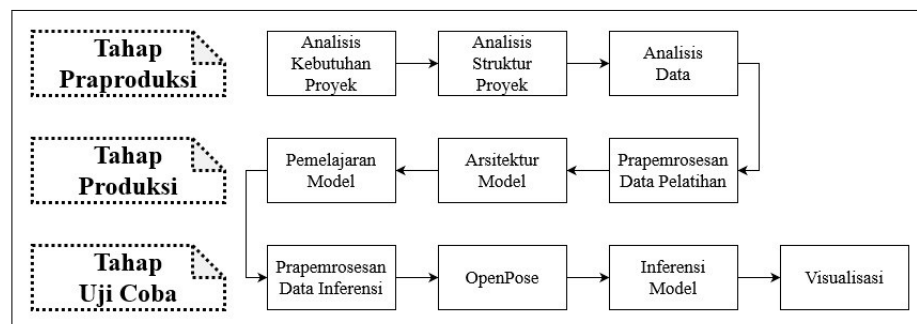 Tahap
Praproduksi
Analisis
Kebutuhan
Proyek
Analisis
Struktur
Proyek
Analisis
Data
Tahap
Produksi
Pemelajaran
Model
Arsitektur
Model
Prapemrosesan
Data Pelatihan
Tahap
Uji Coba
Prapemrosesan
Data Inferensi
OpenPose
Inferensi
Model
Visualisasi